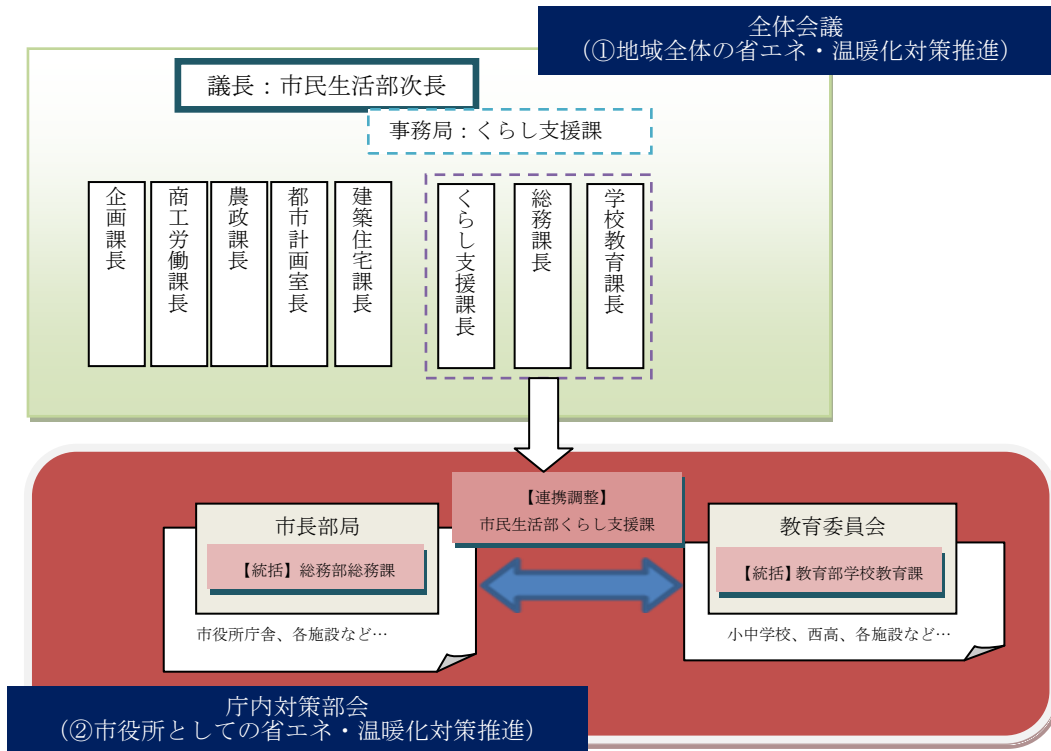 全体会議
(①地域全体の省エネ・温暖化対策推進)
議長：市民生活部次長
事務局：くらし支援課
企画課長
商工労働課長
農政課長
都市計画室長
建築住宅課長
くらし支援課長
総務課長
学校教育課長
【連携調整】
市民生活部くらし支援課
市長部局
【統括】総務部総務課
市役所庁舎、各施設など…
教育委員会
【統括】教育部学校教育課
小中学校、西高、各施設など…
庁内対策部会
(②市役所としての省エネ・温暖化対策推進)